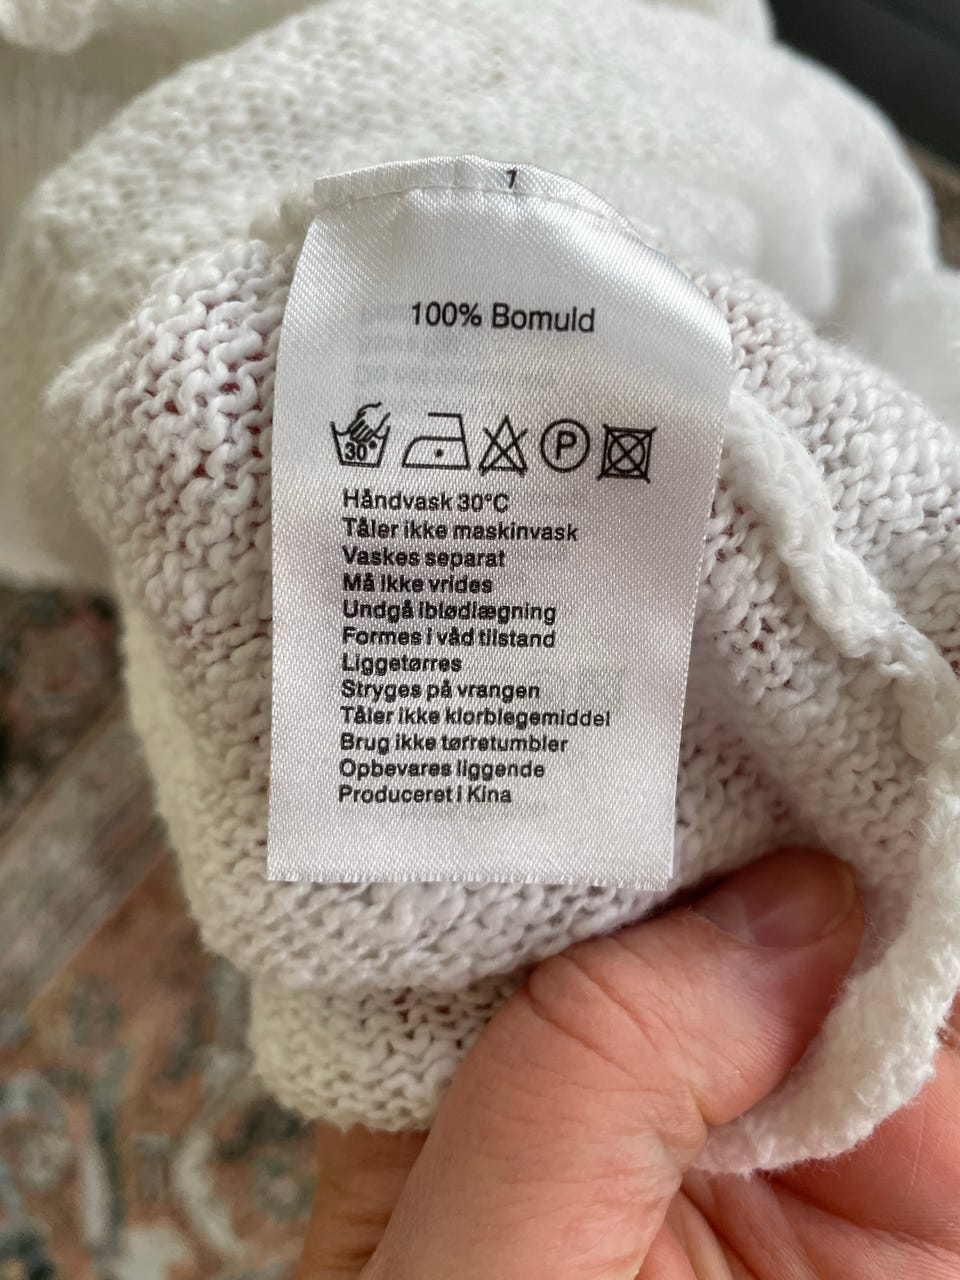 1
100% Bomuld
30°
P
Håndvask 30°C
Tåler ikke maskinvask
Vaskes separat
Må ikke vrides
Undgå iblødlægning
Formes i våd tilstand
Liggetørres
Stryges på vrangen
Tåler ikke klorblegemiddel
Brug ikke tørretumbler
Opbevares liggende
Produceret i Kina